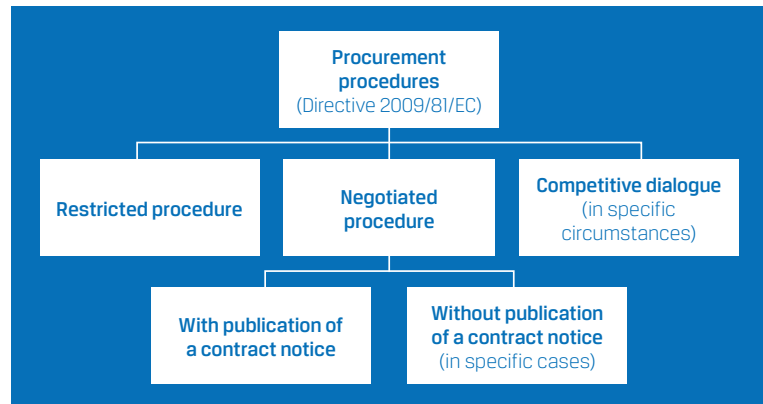 Procurement
procedures
(Directive 2009/81/EC)
Restricted procedure
Negotiated
procedure
Competitive dialogue
(in specific
circumstances)
With publication of
a contract notice
Without publication
of a contract notice
(in specific cases)